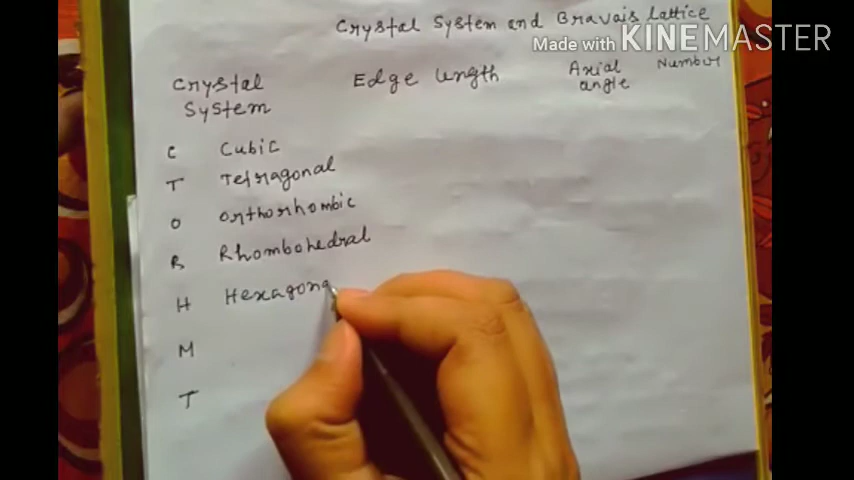 Crystal System and Bravais Lattice
Made with KINEMASTER
Crystal System
Edge length
Axial angle
Number
C Cubic
T Tetragonal
O Orthorhombic
R Rhombohedral
H Hexagona
M
T